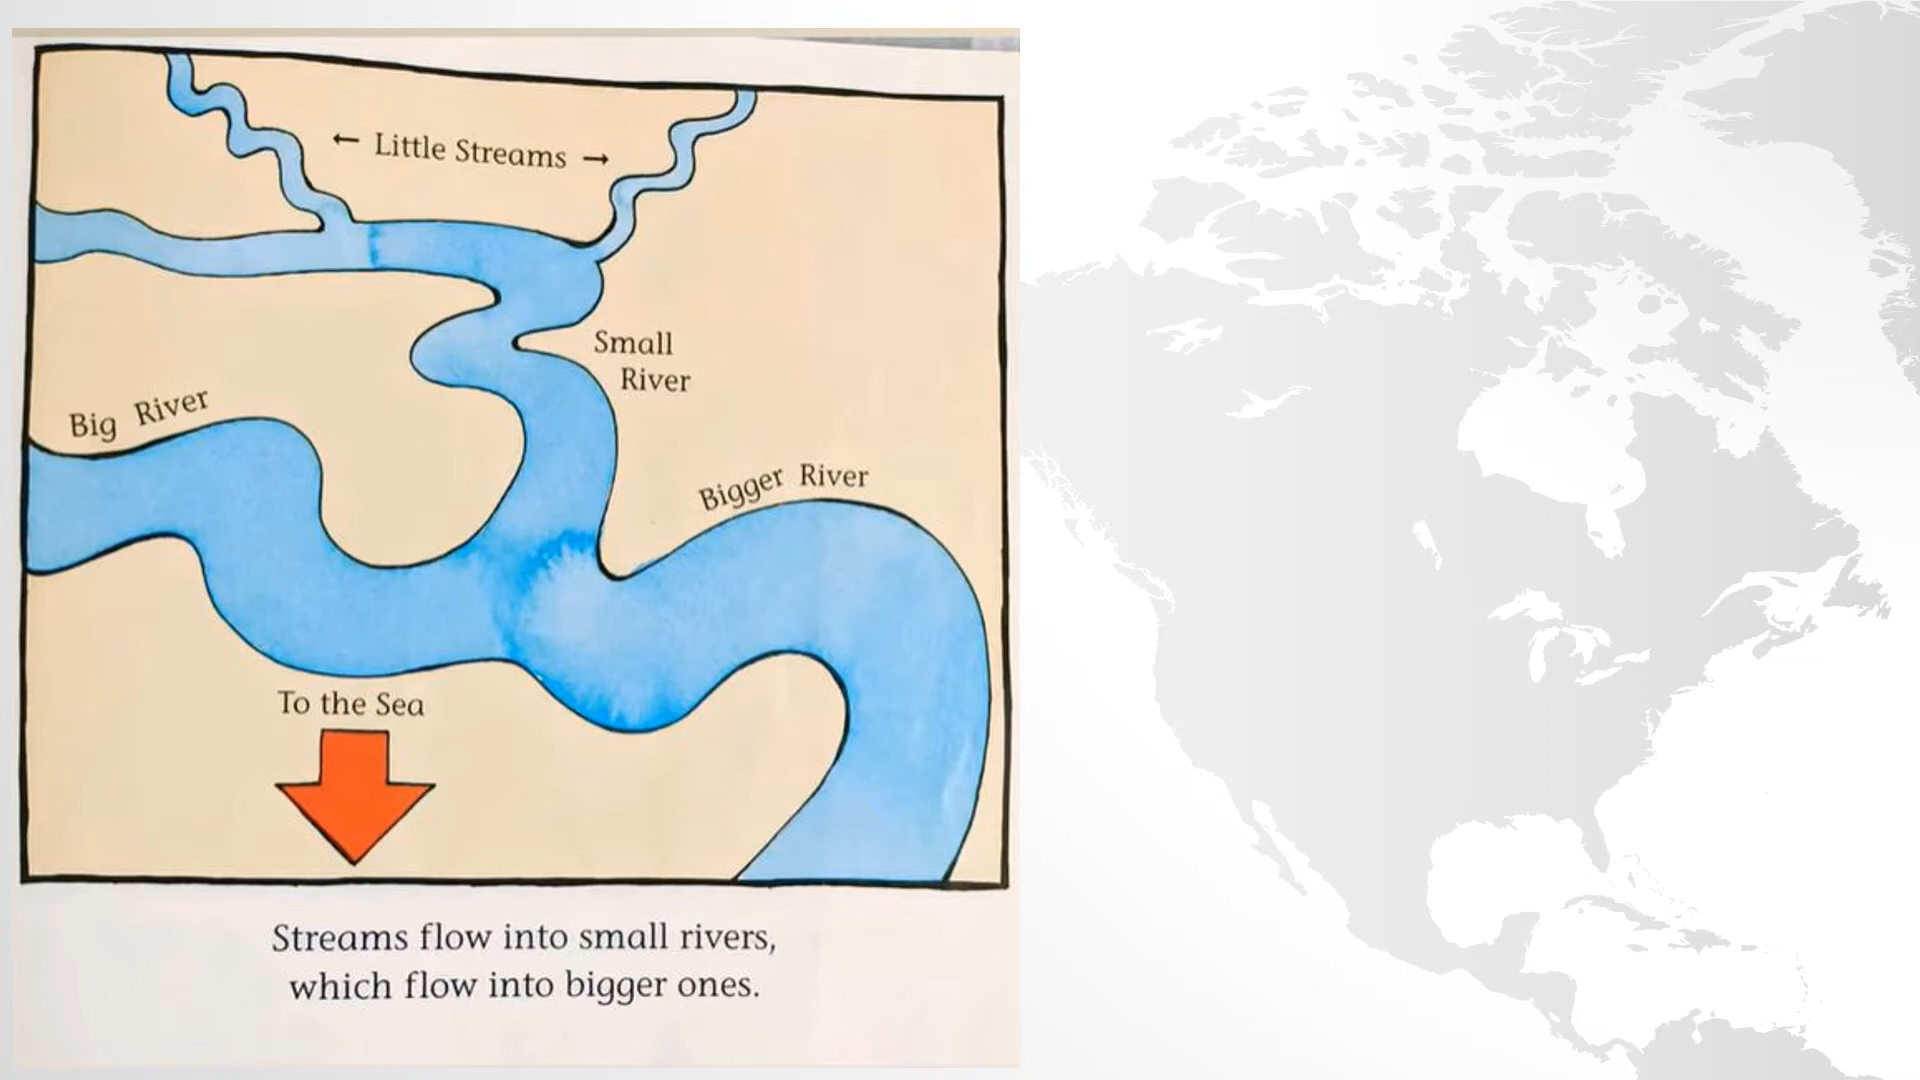 ← Little Streams →
Small
River
Big River
Bigger River
To the Sea
Streams flow into small rivers,
which flow into bigger ones.